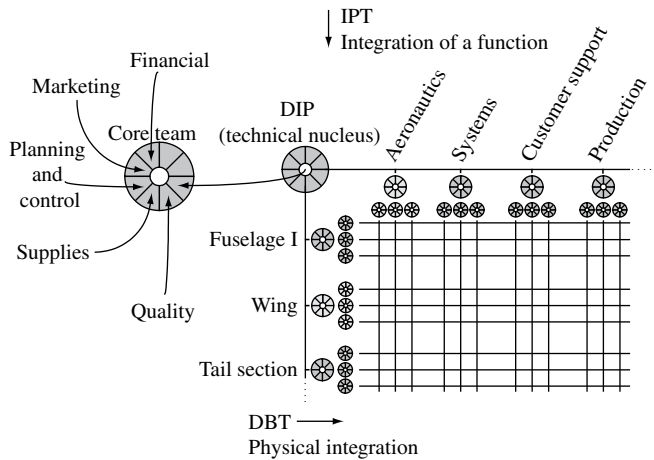 IPT
Integration of a function
Financial
Marketing
Core team
Planning and
control
Supplies
Quality
DIP
(technical nucleus)
Aeronautics
Systems
Customer support
Production
Fuselage I
Wing
Tail section
DBT
Physical integration